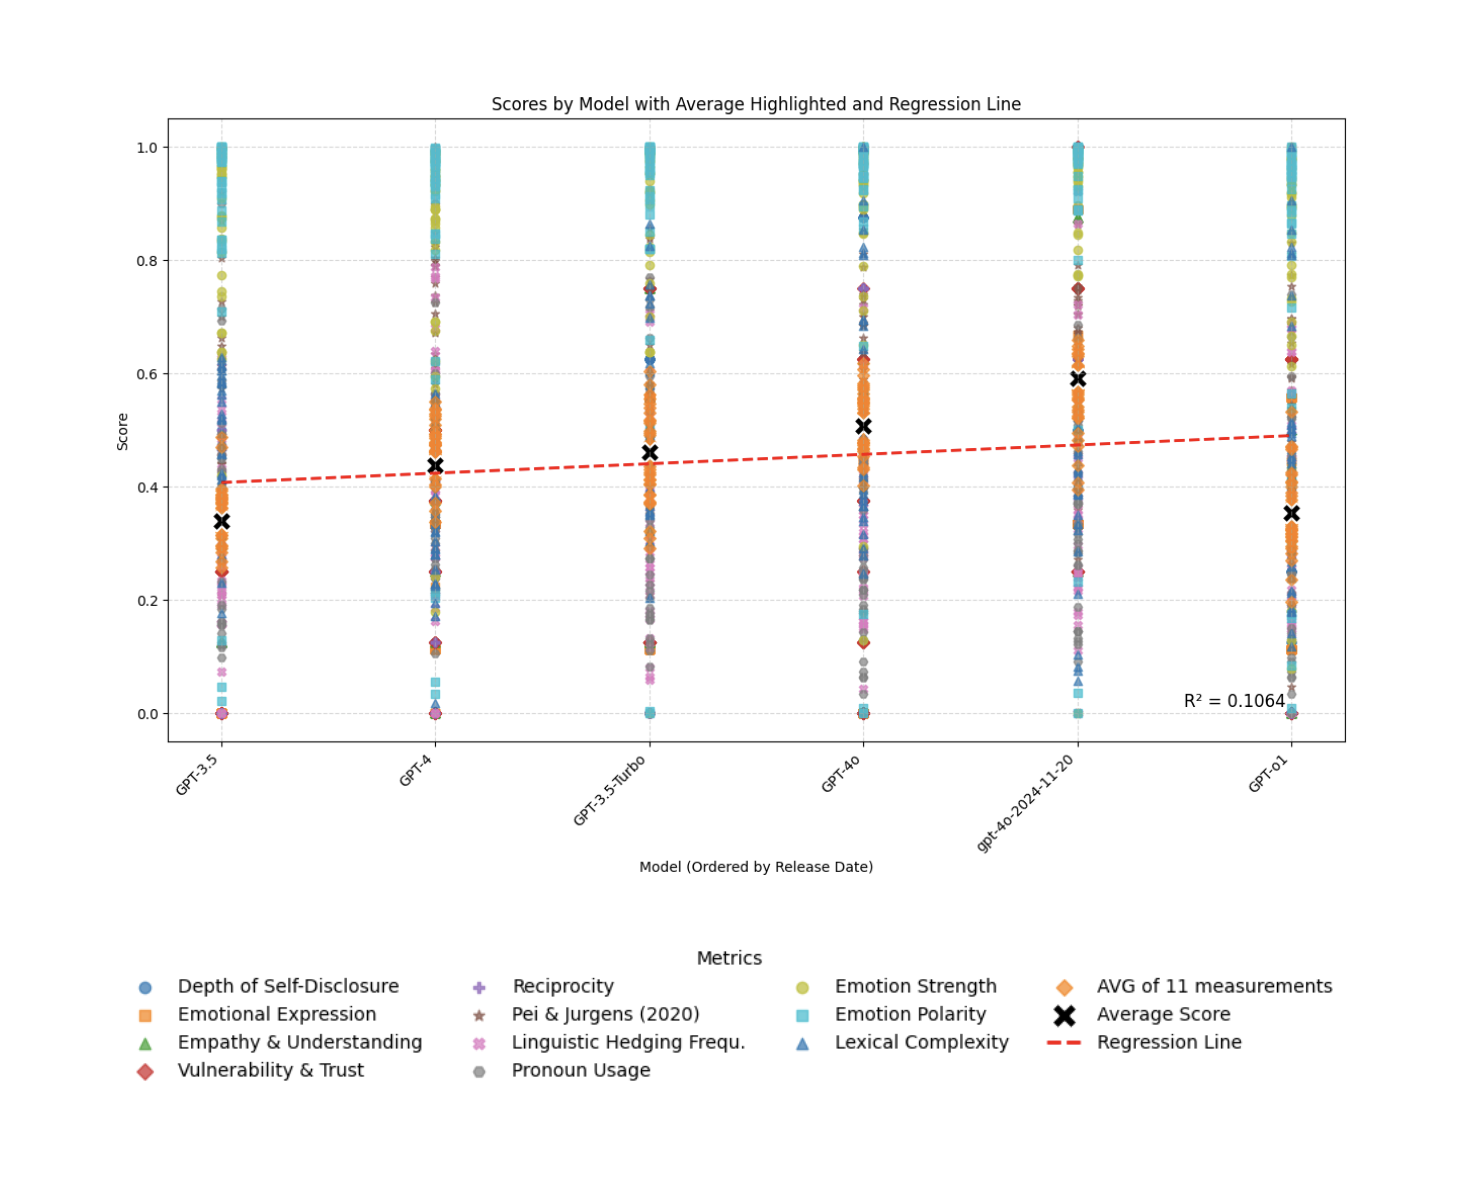 Scores by Model with Average Highlighted and Regression Line
1.0
0.8
0.6
0.4
0.2
0.0
Score
R² = 0.1064
GPT-3.5
GPT-4
GPT-3.5-Turbo
GPT-4o
gpt-4o-2024-11-20
GPT-o1
Model (Ordered by Release Date)
Metrics
Depth of Self-Disclosure
Emotional Expression
Empathy & Understanding
Vulnerability & Trust
Reciprocity
Pei & Jurgens (2020)
Linguistic Hedging Frequ.
Pronoun Usage
Emotion Strength
Emotion Polarity
Lexical Complexity
AVG of 11 measurements
Average Score
Regression Line